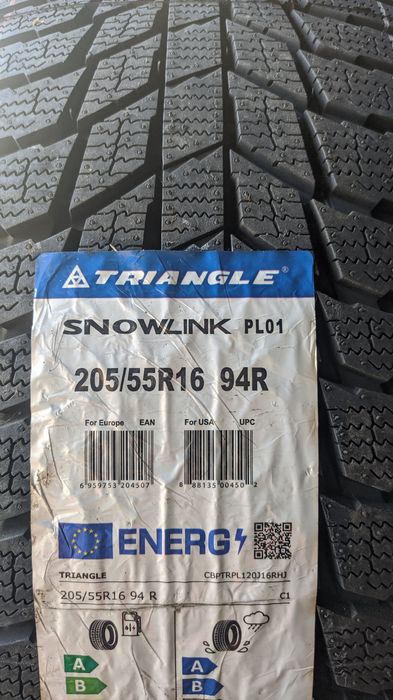 TRIANGLE®
SNOWLINK PL01
205/55R16 94R
For Europe EAN For USA UPC
6 959753 204507 8 88135 00450 2
ENERG
TRIANGLE CBPTRPL120J16RHJ
205/55R16 94 R C1
A A
B B